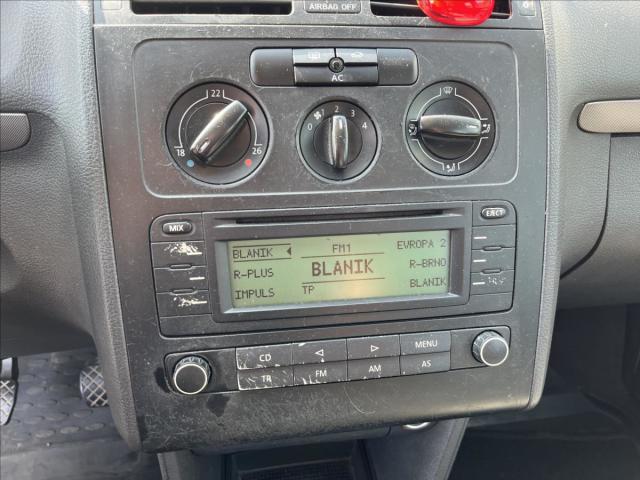 AIRBAG OFF
AC
22
18 26
0 1 2 3 4
MIX EJECT
BLANIK FM1 EVROPA 2
R-PLUS BLANIK R-BRNO
IMPULS TP BLANIK
CD MENU
TR FM AM AS